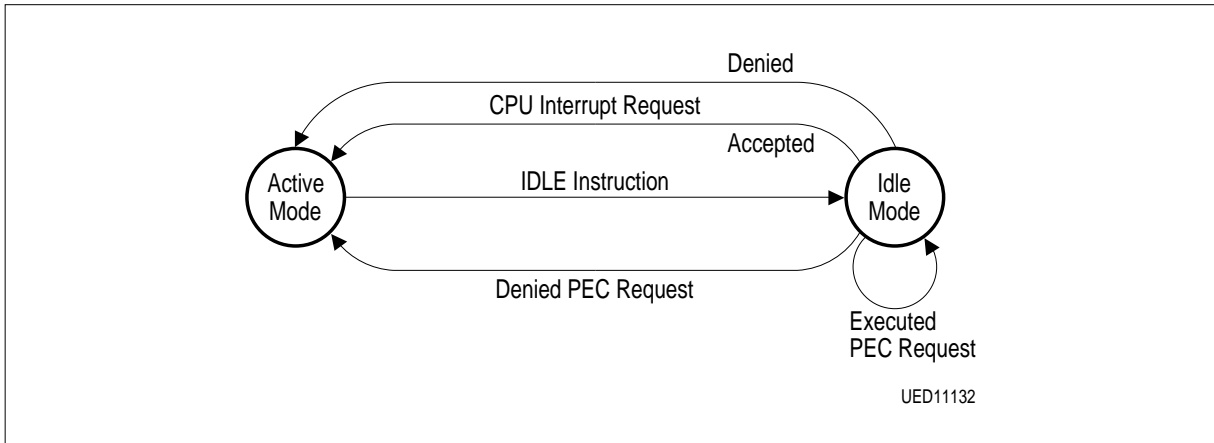 Denied
CPU Interrupt Request
Accepted
Active
Mode
IDLE Instruction
Idle
Mode
Denied PEC Request
Executed
PEC Request
UED11132